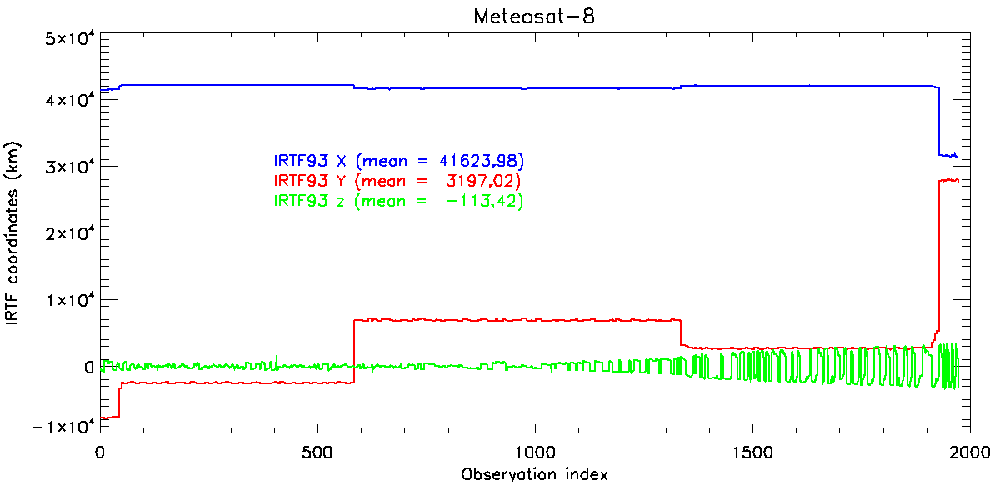 Meteosat-8
5×10⁴
4×10⁴
3×10⁴
2×10⁴
1×10⁴
0
-1×10⁴
IRTF coordinates (km)
IRTF93 X (mean = 41623.98)
IRTF93 Y (mean = 3197.02)
IRTF93 z (mean = -113.42)
0 500 1000 1500 2000
Observation index